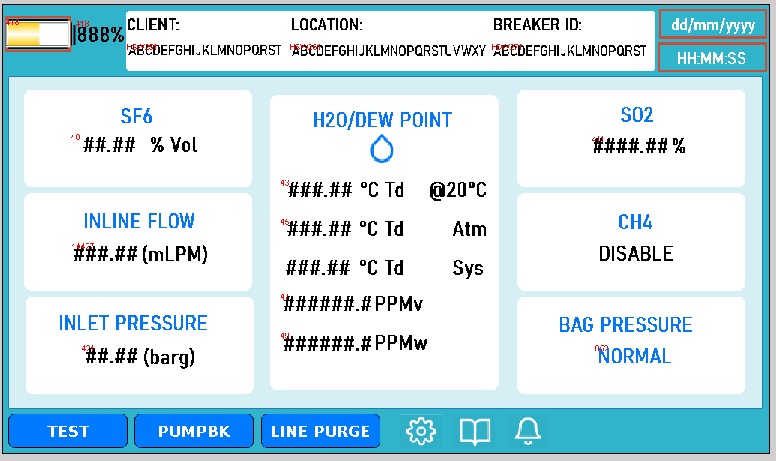 888% CLIENT: LOCATION: BREAKER ID: dd/mm/yyyy
ABCDEFGHIJKLMNOPQRST ABCDEFGHIJKLMNOPQRSTUVWXY ABCDEFGHIJKLMNOPQRST HH:MM:SS
SF6
##.## % Vol
INLINE FLOW
###.## (mLPM)
INLET PRESSURE
##.## (barg)
H2O/DEW POINT
###.## °C Td @20°C
###.## °C Td Atm
###.## °C Td Sys
######.# PPMv
######.# PPMw
SO2
####.## %
CH4
DISABLE
BAG PRESSURE
NORMAL
TEST PUMPBK LINE PURGE